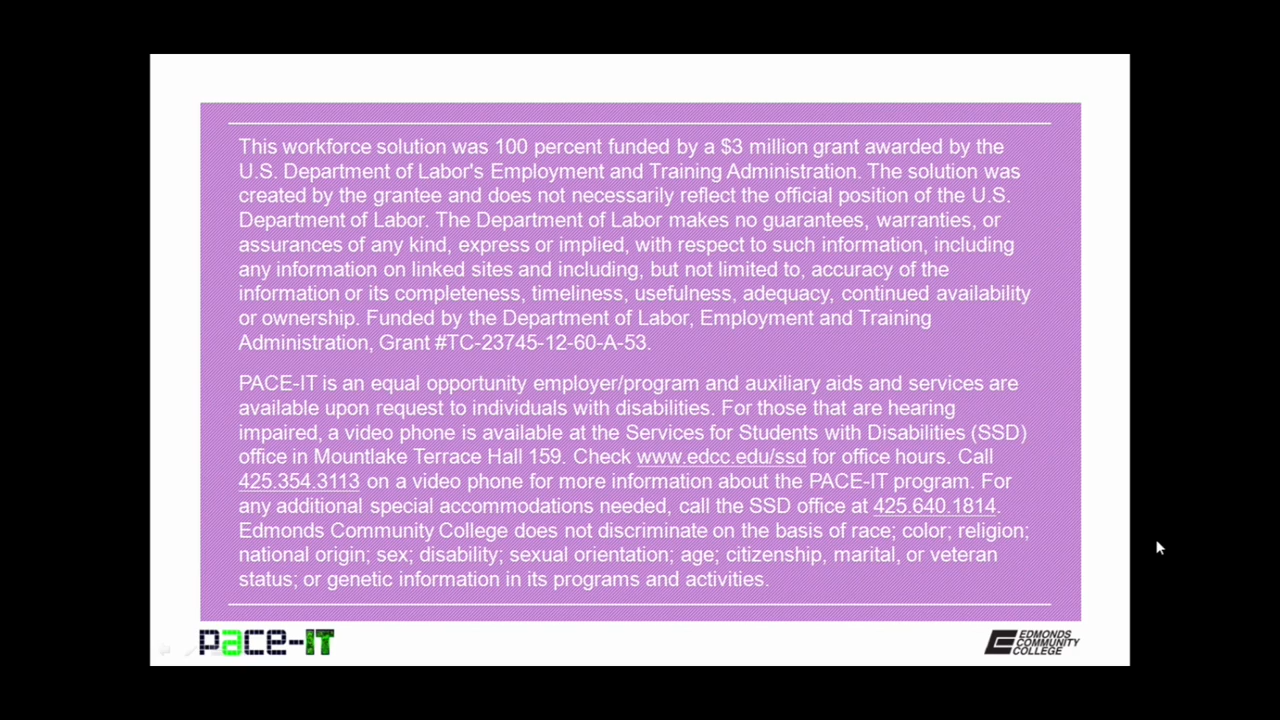 This workforce solution was 100 percent funded by a $3 million grant awarded by the
U.S. Department of Labor's Employment and Training Administration. The solution was
created by the grantee and does not necessarily reflect the official position of the U.S.
Department of Labor. The Department of Labor makes no guarantees, warranties, or
assurances of any kind, express or implied, with respect to such information, including
any information on linked sites and including, but not limited to, accuracy of the
information or its completeness, timeliness, usefulness, adequacy, continued availability
or ownership. Funded by the Department of Labor, Employment and Training
Administration, Grant #TC-23745-12-60-A-53.
PACE-IT is an equal opportunity employer/program and auxiliary aids and services are
available upon request to individuals with disabilities. For those that are hearing
impaired, a video phone is available at the Services for Students with Disabilities (SSD)
office in Mountlake Terrace Hall 159. Check www.edcc.edu/ssd for office hours. Call
425.354.3113 on a video phone for more information about the PACE-IT program. For
any additional special accommodations needed, call the SSD office at 425.640.1814.
Edmonds Community College does not discriminate on the basis of race; color; religion;
national origin; sex; disability; sexual orientation; age; citizenship, marital, or veteran
status; or genetic information in its programs and activities.
pace-IT
EDMONDS
COMMUNITY
COLLEGE